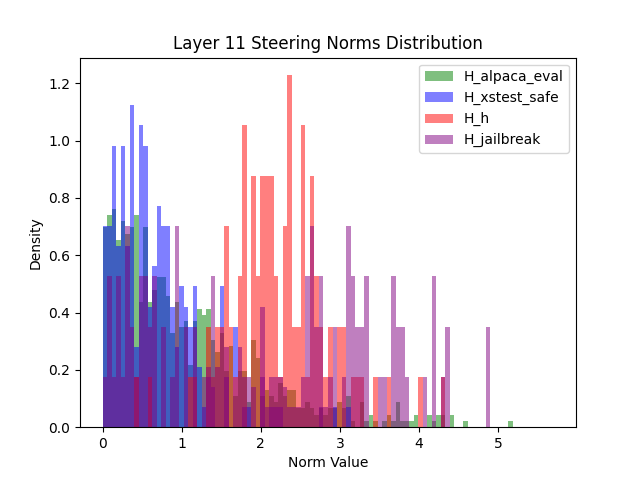 Layer 11 Steering Norms Distribution
H_alpaca_eval
H_xstest_safe
H_h
H_jailbreak
Density
1.2
1.0
0.8
0.6
0.4
0.2
0.0
0 1 2 3 4 5
Norm Value